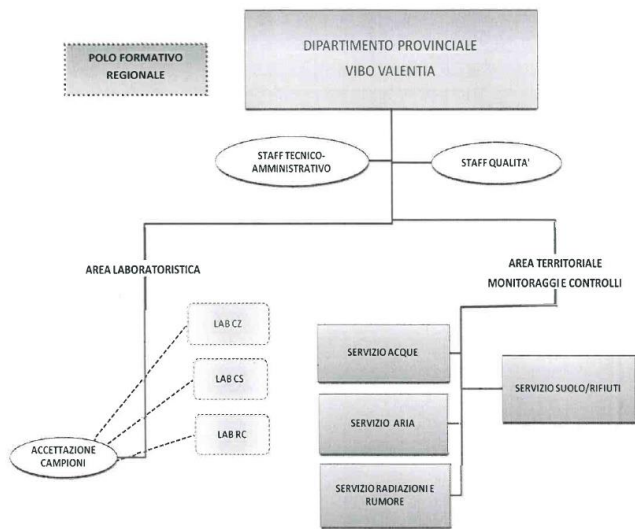 DIPARTIMENTO PROVINCIALE
VIBO VALENTIA
POLO FORMATIVO
REGIONALE
STAFF TECNICO-
AMMINISTRATIVO
STAFF QUALITA'
AREA LABORATORISTICA
AREA TERRITORIALE
MONITORAGGI E CONTROLLI
LAB CZ
LAB CS
LAB RC
ACCETTAZIONE
CAMPIONI
SERVIZIO ACQUE
SERVIZIO SUOLO/RIFIUTI
SERVIZIO ARIA
SERVIZIO RADIAZIONI E
RUMORE